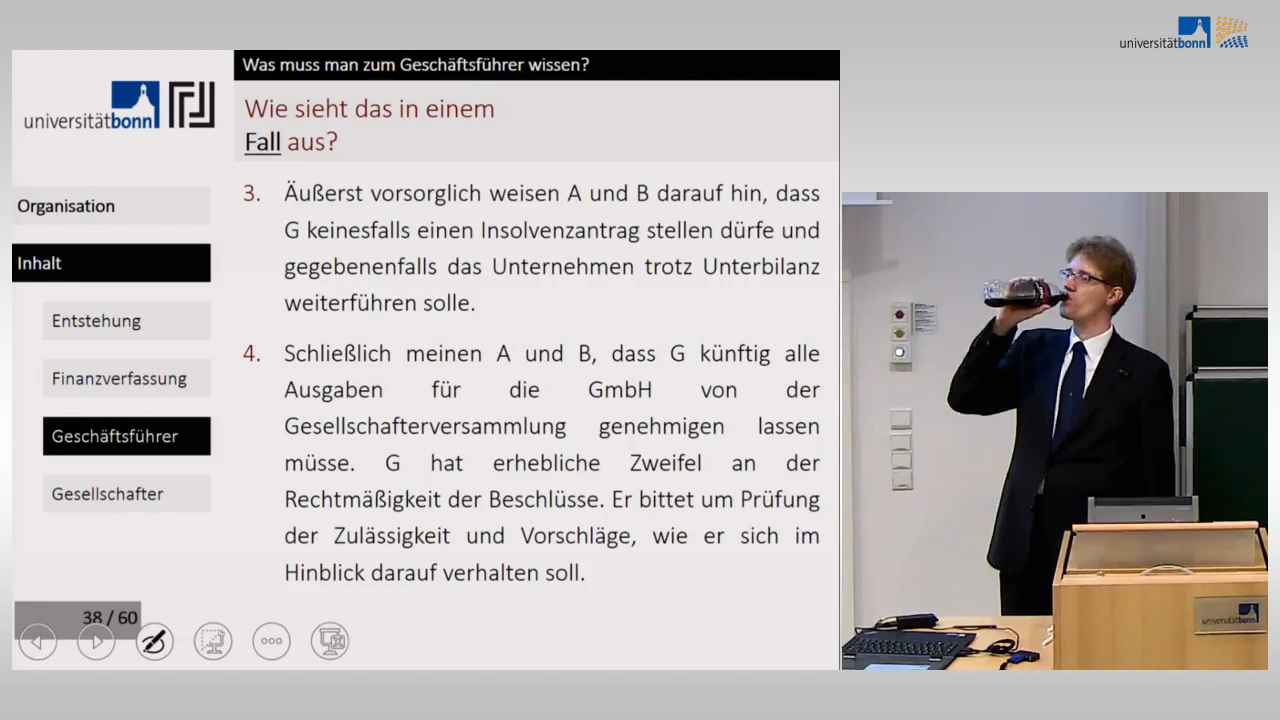 universitätbonn
Was muss man zum Geschäftsführer wissen?
universitätbonn
Wie sieht das in einem
Fall aus?
Organisation
Inhalt
Entstehung
Finanzverfassung
Geschäftsführer
Gesellschafter
3. Äußerst vorsorglich weisen A und B darauf hin, dass
G keinesfalls einen Insolvenzantrag stellen dürfe und
gegebenenfalls das Unternehmen trotz Unterbilanz
weiterführen solle.
4. Schließlich meinen A und B, dass G künftig alle
Ausgaben für die GmbH von der
Gesellschafterversammlung genehmigen lassen
müsse. G hat erhebliche Zweifel an der
Rechtmäßigkeit der Beschlüsse. Er bittet um Prüfung
der Zulässigkeit und Vorschläge, wie er sich im
Hinblick darauf verhalten soll.
38 / 60
universitätbonn